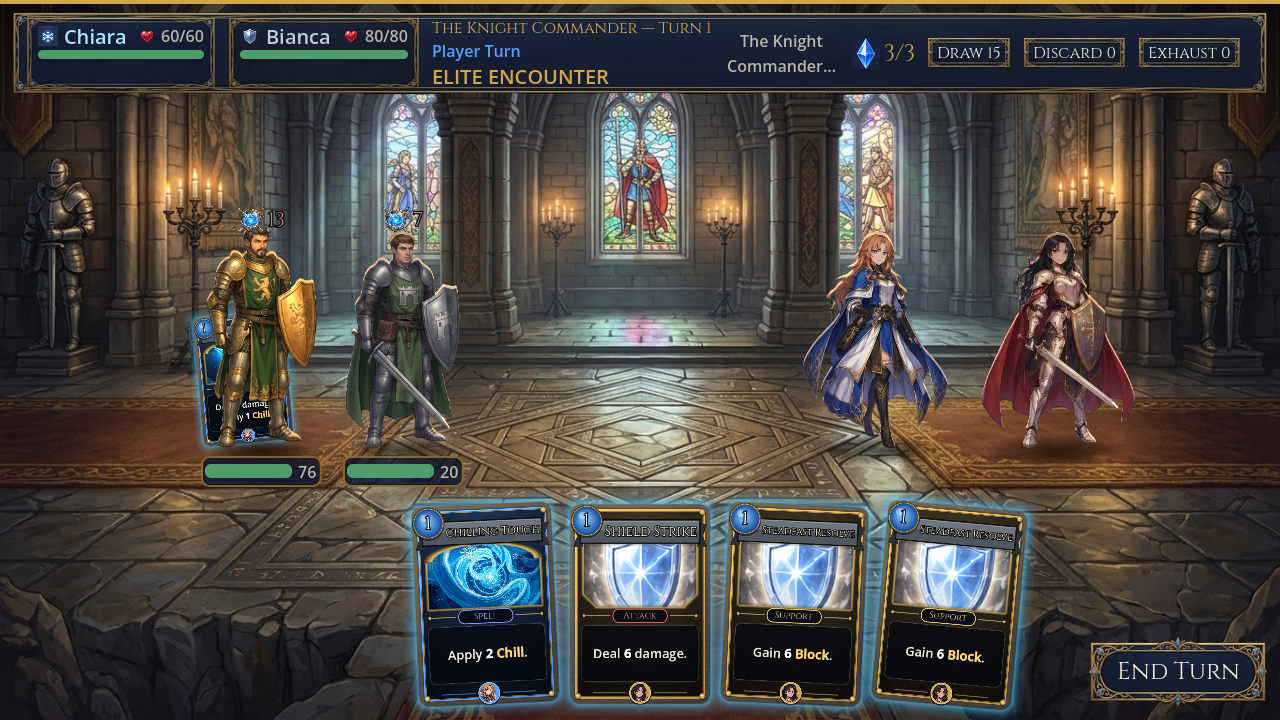 Chiara 60/60
Bianca 80/80
THE KNIGHT COMMANDER — TURN 1
Player Turn
ELITE ENCOUNTER
The Knight
Commander...
3/3
DRAW 15
DISCARD 0
EXHAUST 0
13
7
1
1 Chill
76
20
1
CHILLING TOUCH
SPELL
Apply 2 Chill.
1
SHIELD STRIKE
ATTACK
Deal 6 damage.
1
STEADFAST RESOLVE
SUPPORT
Gain 6 Block.
1
STEADFAST RESOLVE
SUPPORT
Gain 6 Block.
END TURN